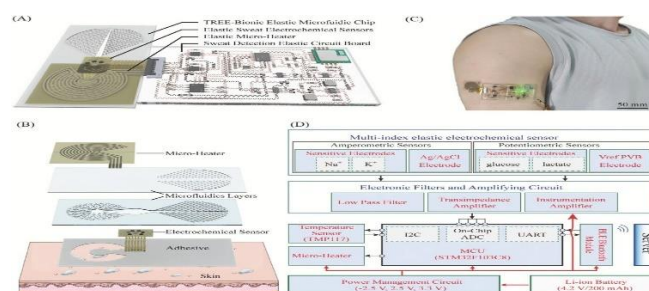 (A)
TREE-Bionic Elastic Microfuidic Chip
Elastic Sweat Electrochemical Sensors
Elastic Micro-Heater
Sweat Detection Elastic Circuit Board
(C)
50 mm
(B)
Micro-Heater
Microfluidics Layers
Electrochemical Sensor
Adhesive
Skin
(D)
Multi-index elastic electrochemical sensor
Amperometric Sensors
Potentiometric Sensors
Sensitive Electrodes
Na⁺
K⁺
Ag/AgCl
Electrode
Sensitive Electrodes
glucose
lactate
Vref PVB
Electrode
Electronic Filters and Amplifying Circuit
Low Pass Filter
Transimpedance
Amplifier
Instrumentation
Amplifier
Temperature
Sensor
(TMP117)
Micro-Heater
I2C
On-Chip
ADC
UART
MCU
(STM32F103C8)
Bluetooth
Module
Server
Power Management Circuit
(-2.5 V, 2.5 V, 3.3 V)
Li-ion Battery
(4.2 V/200 mAh)